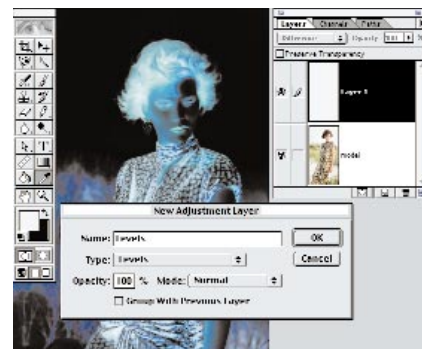 Layers Channels Paths
Difference Opacity: 100 %
Preserve Transparency
Layer 1
model
New Adjustment Layer
Name: Levels
OK
Type: Levels
Cancel
Opacity: 100 % Mode: Normal
Group With Previous Layer
T